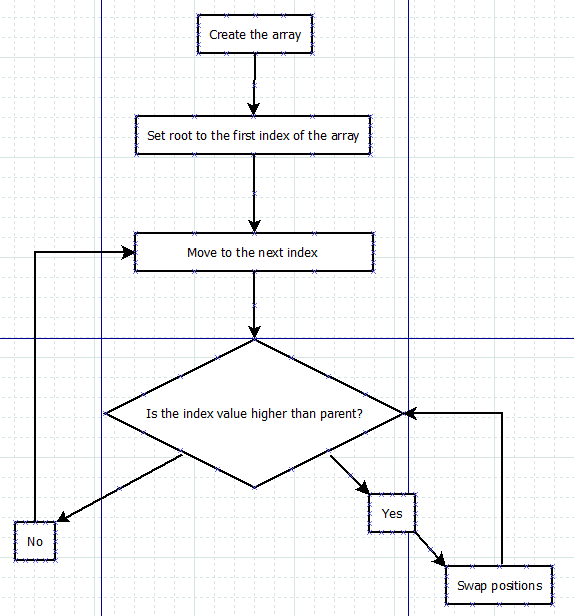 Create the array
Set root to the first index of the array
Move to the next index
Is the index value higher than parent?
Yes
No
Swap positions